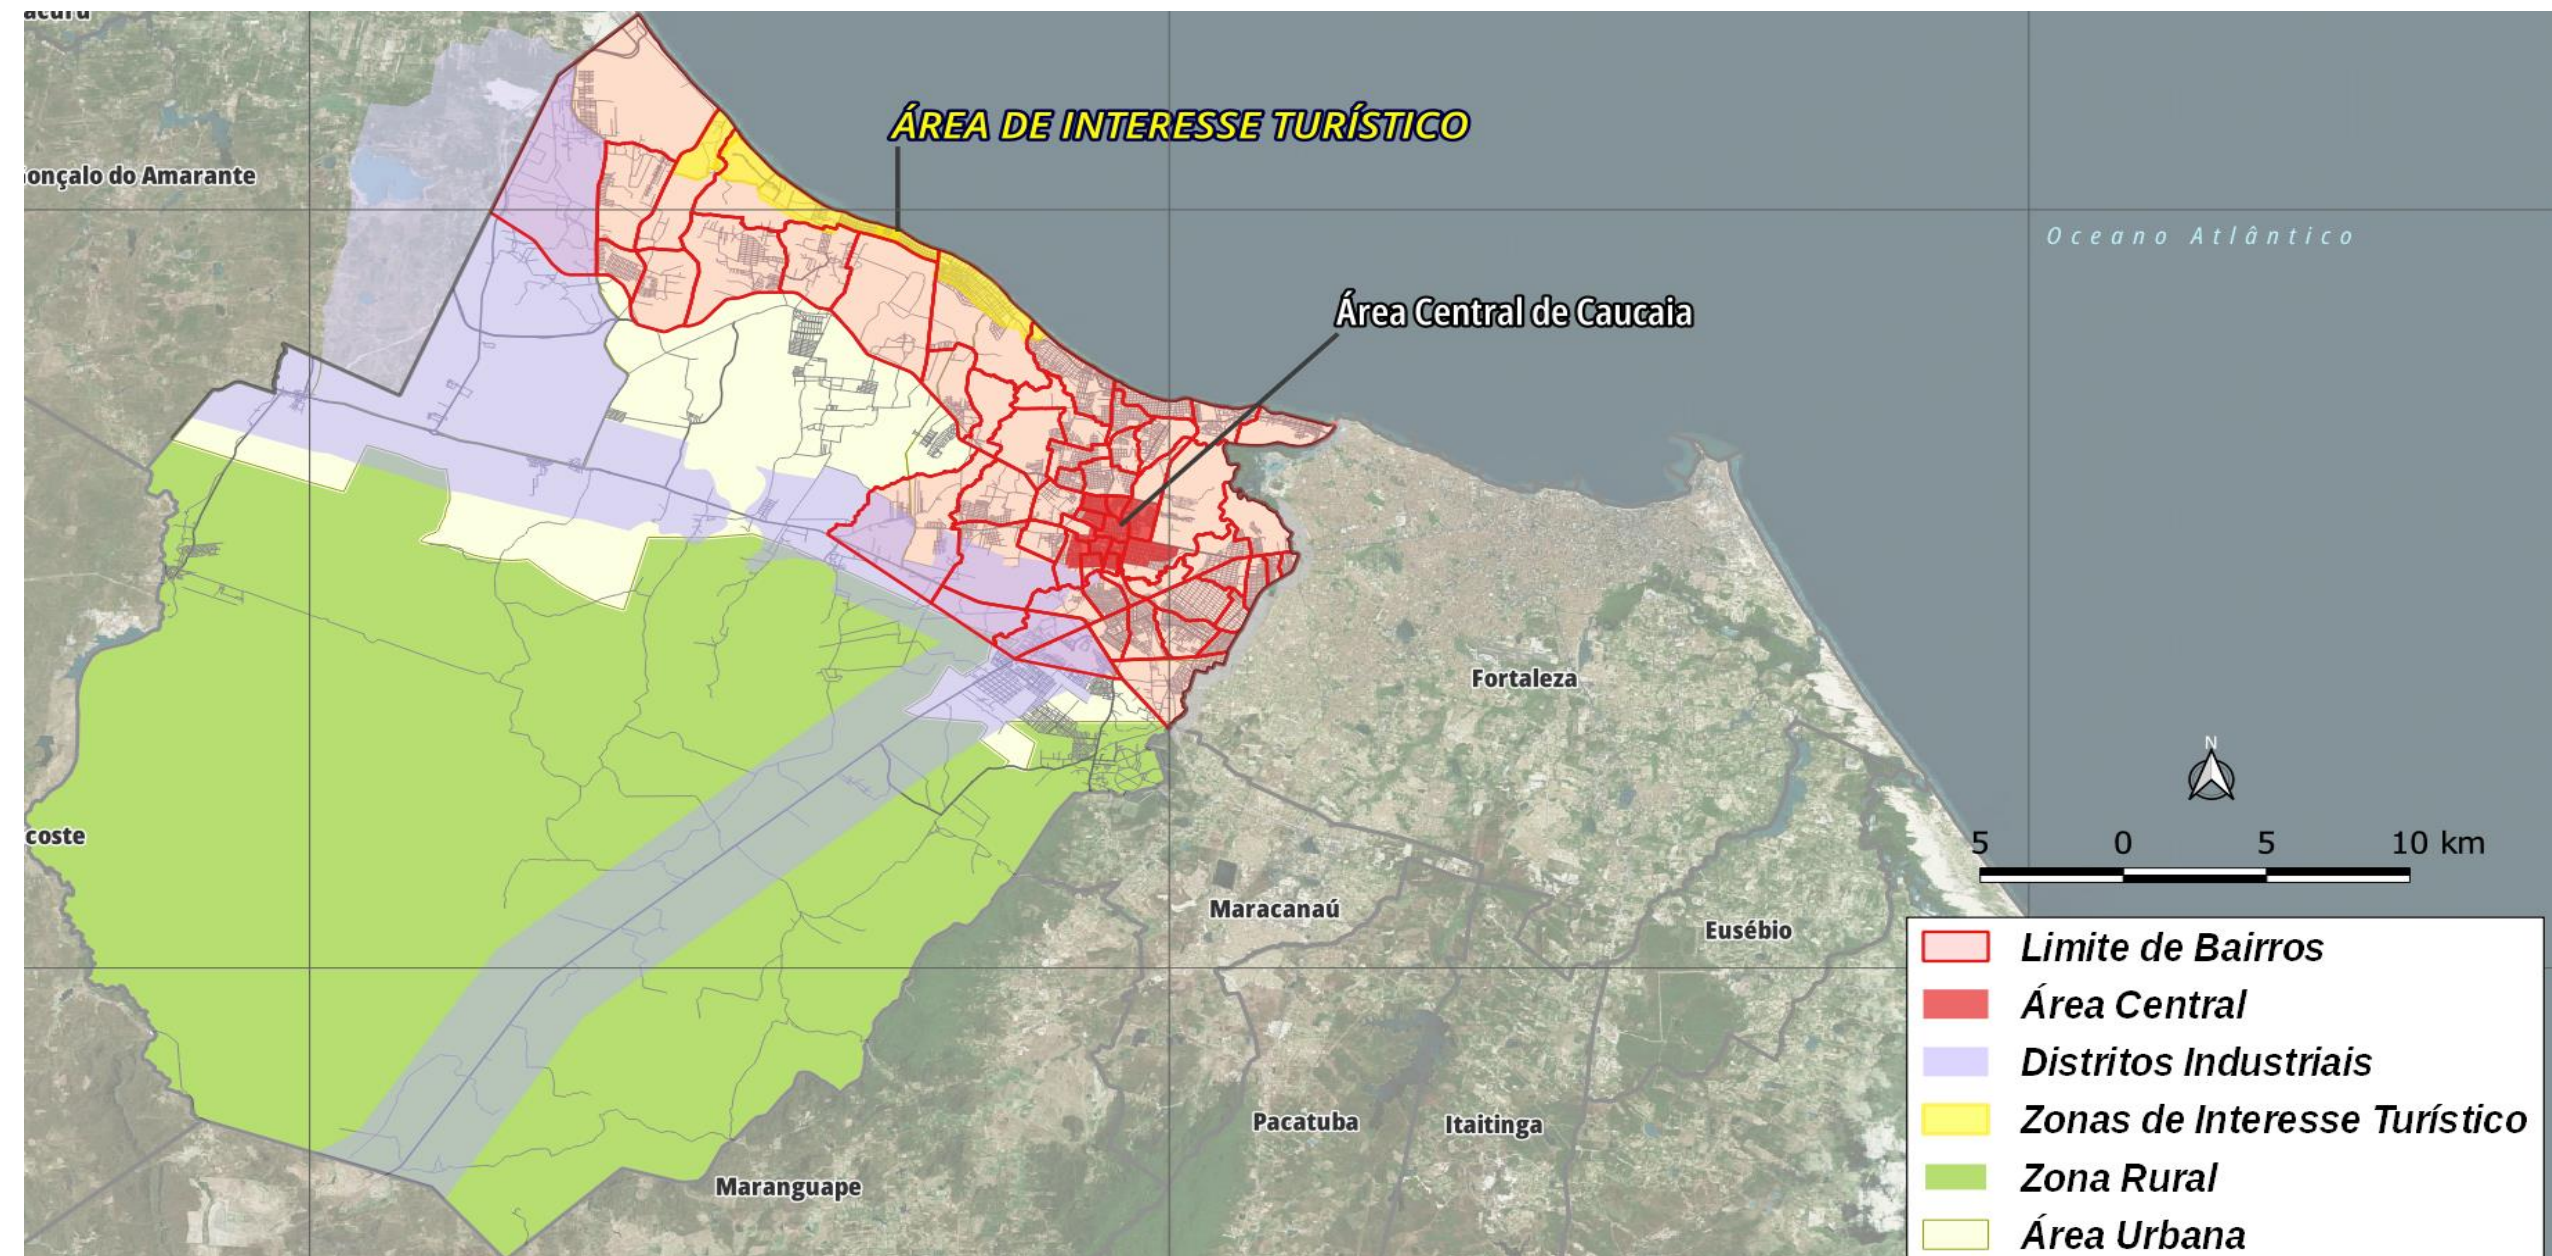 ÁREA DE INTERESSE TURÍSTICO
onçalo do Amarante
Oceano Atlântico
Área Central de Caucaia
Fortaleza
N
5 0 5 10 km
coste
Maracanaú
Eusébio
Pacatuba
Itaitinga
Maranguape
Limite de Bairros
Área Central
Distritos Industriais
Zonas de Interesse Turístico
Zona Rural
Área Urbana